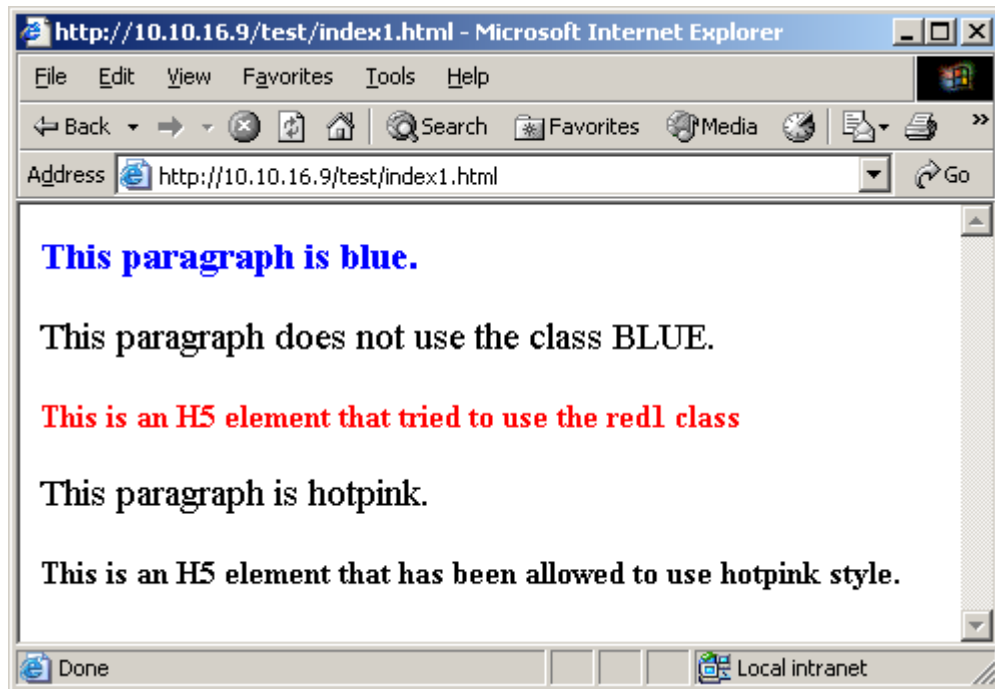 http://10.10.16.9/test/index1.html - Microsoft Internet Explorer
File Edit View Favorites Tools Help
Back Search Favorites Media »
Address http://10.10.16.9/test/index1.html Go
This paragraph is blue.
This paragraph does not use the class BLUE.
This is an H5 element that tried to use the red1 class
This paragraph is hotpink.
This is an H5 element that has been allowed to use hotpink style.
Done Local intranet